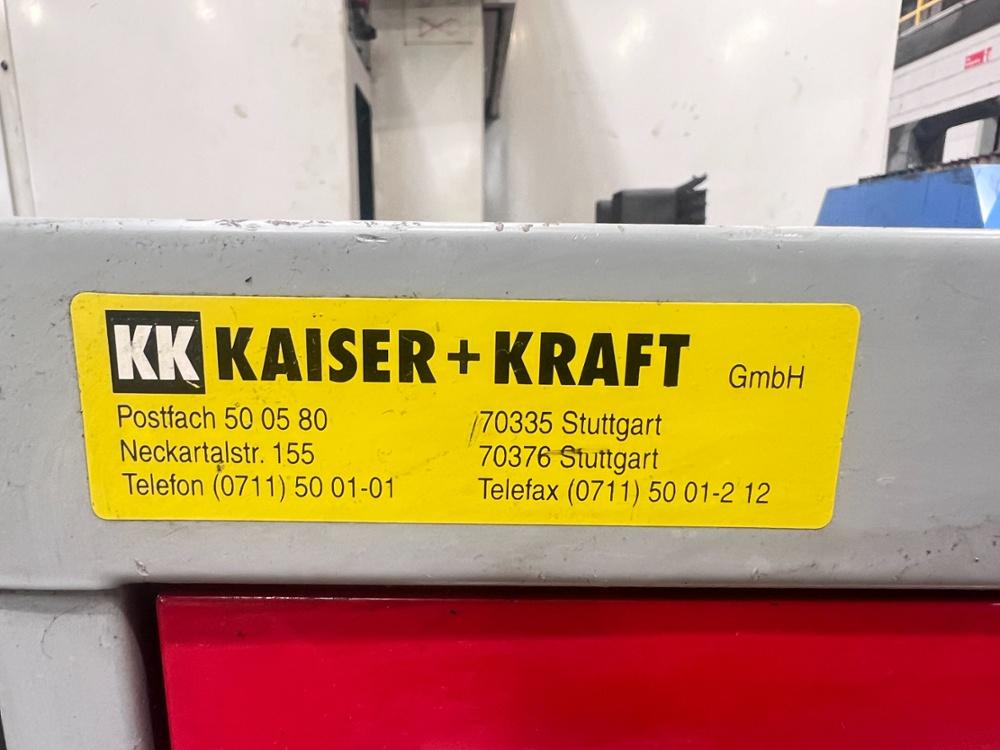 KK KAISER + KRAFT GmbH
Postfach 50 05 80 70335 Stuttgart
Neckartalstr. 155 70376 Stuttgart
Telefon (0711) 50 01-01 Telefax (0711) 50 01-2 12